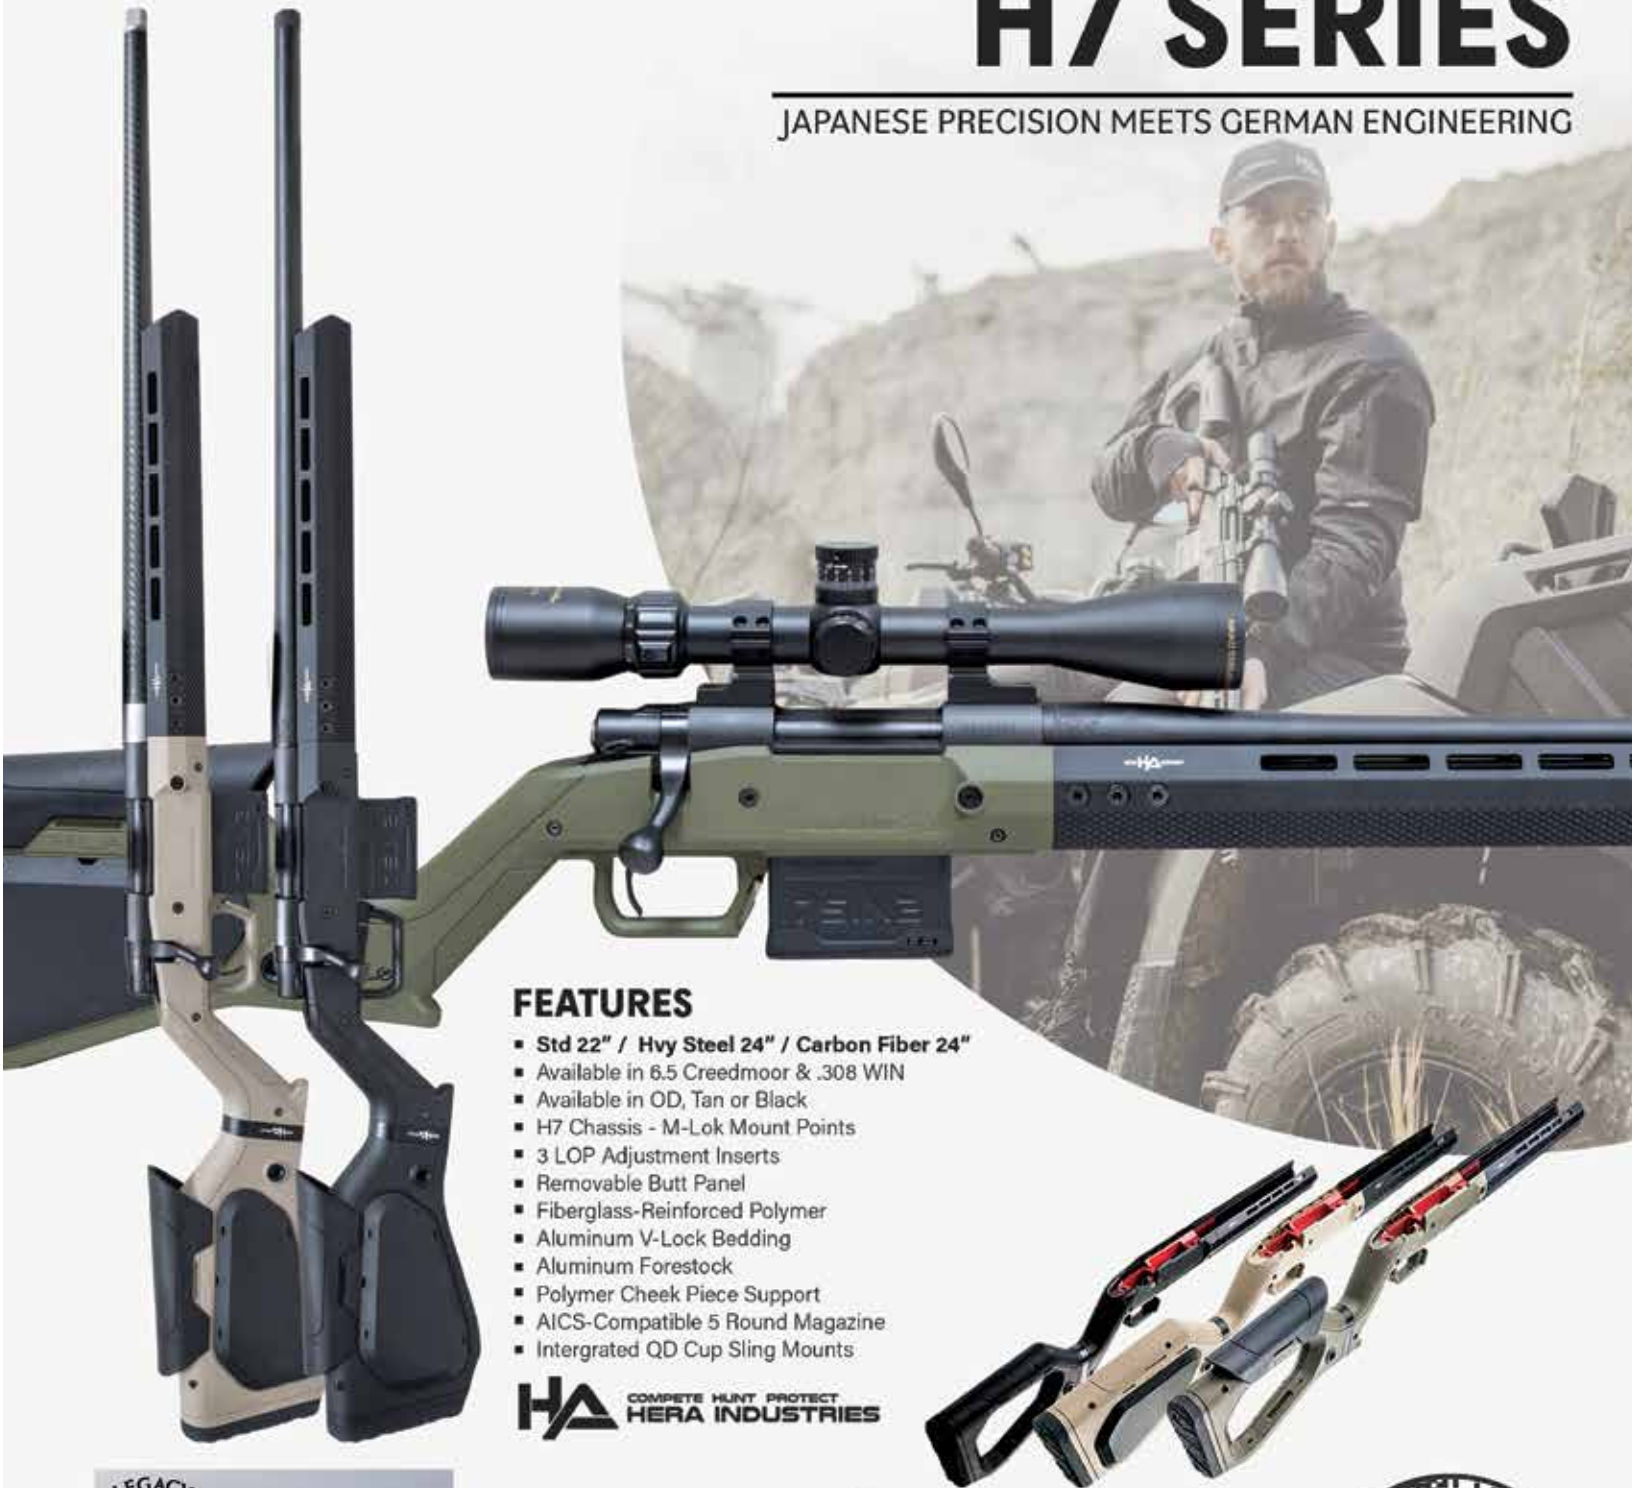 H7 SERIES
JAPANESE PRECISION MEETS GERMAN ENGINEERING
HA
FEATURES
▪ Std 22" / Hvy Steel 24" / Carbon Fiber 24"
▪ Available in 6.5 Creedmoor & .308 WIN
▪ Available in OD, Tan or Black
▪ H7 Chassis - M-Lok Mount Points
▪ 3 LOP Adjustment Inserts
▪ Removable Butt Panel
▪ Fiberglass-Reinforced Polymer
▪ Aluminum V-Lock Bedding
▪ Aluminum Forestock
▪ Polymer Cheek Piece Support
▪ AICS-Compatible 5 Round Magazine
▪ Intergrated QD Cup Sling Mounts
HA COMPETE HUNT PROTECT
HERA INDUSTRIES